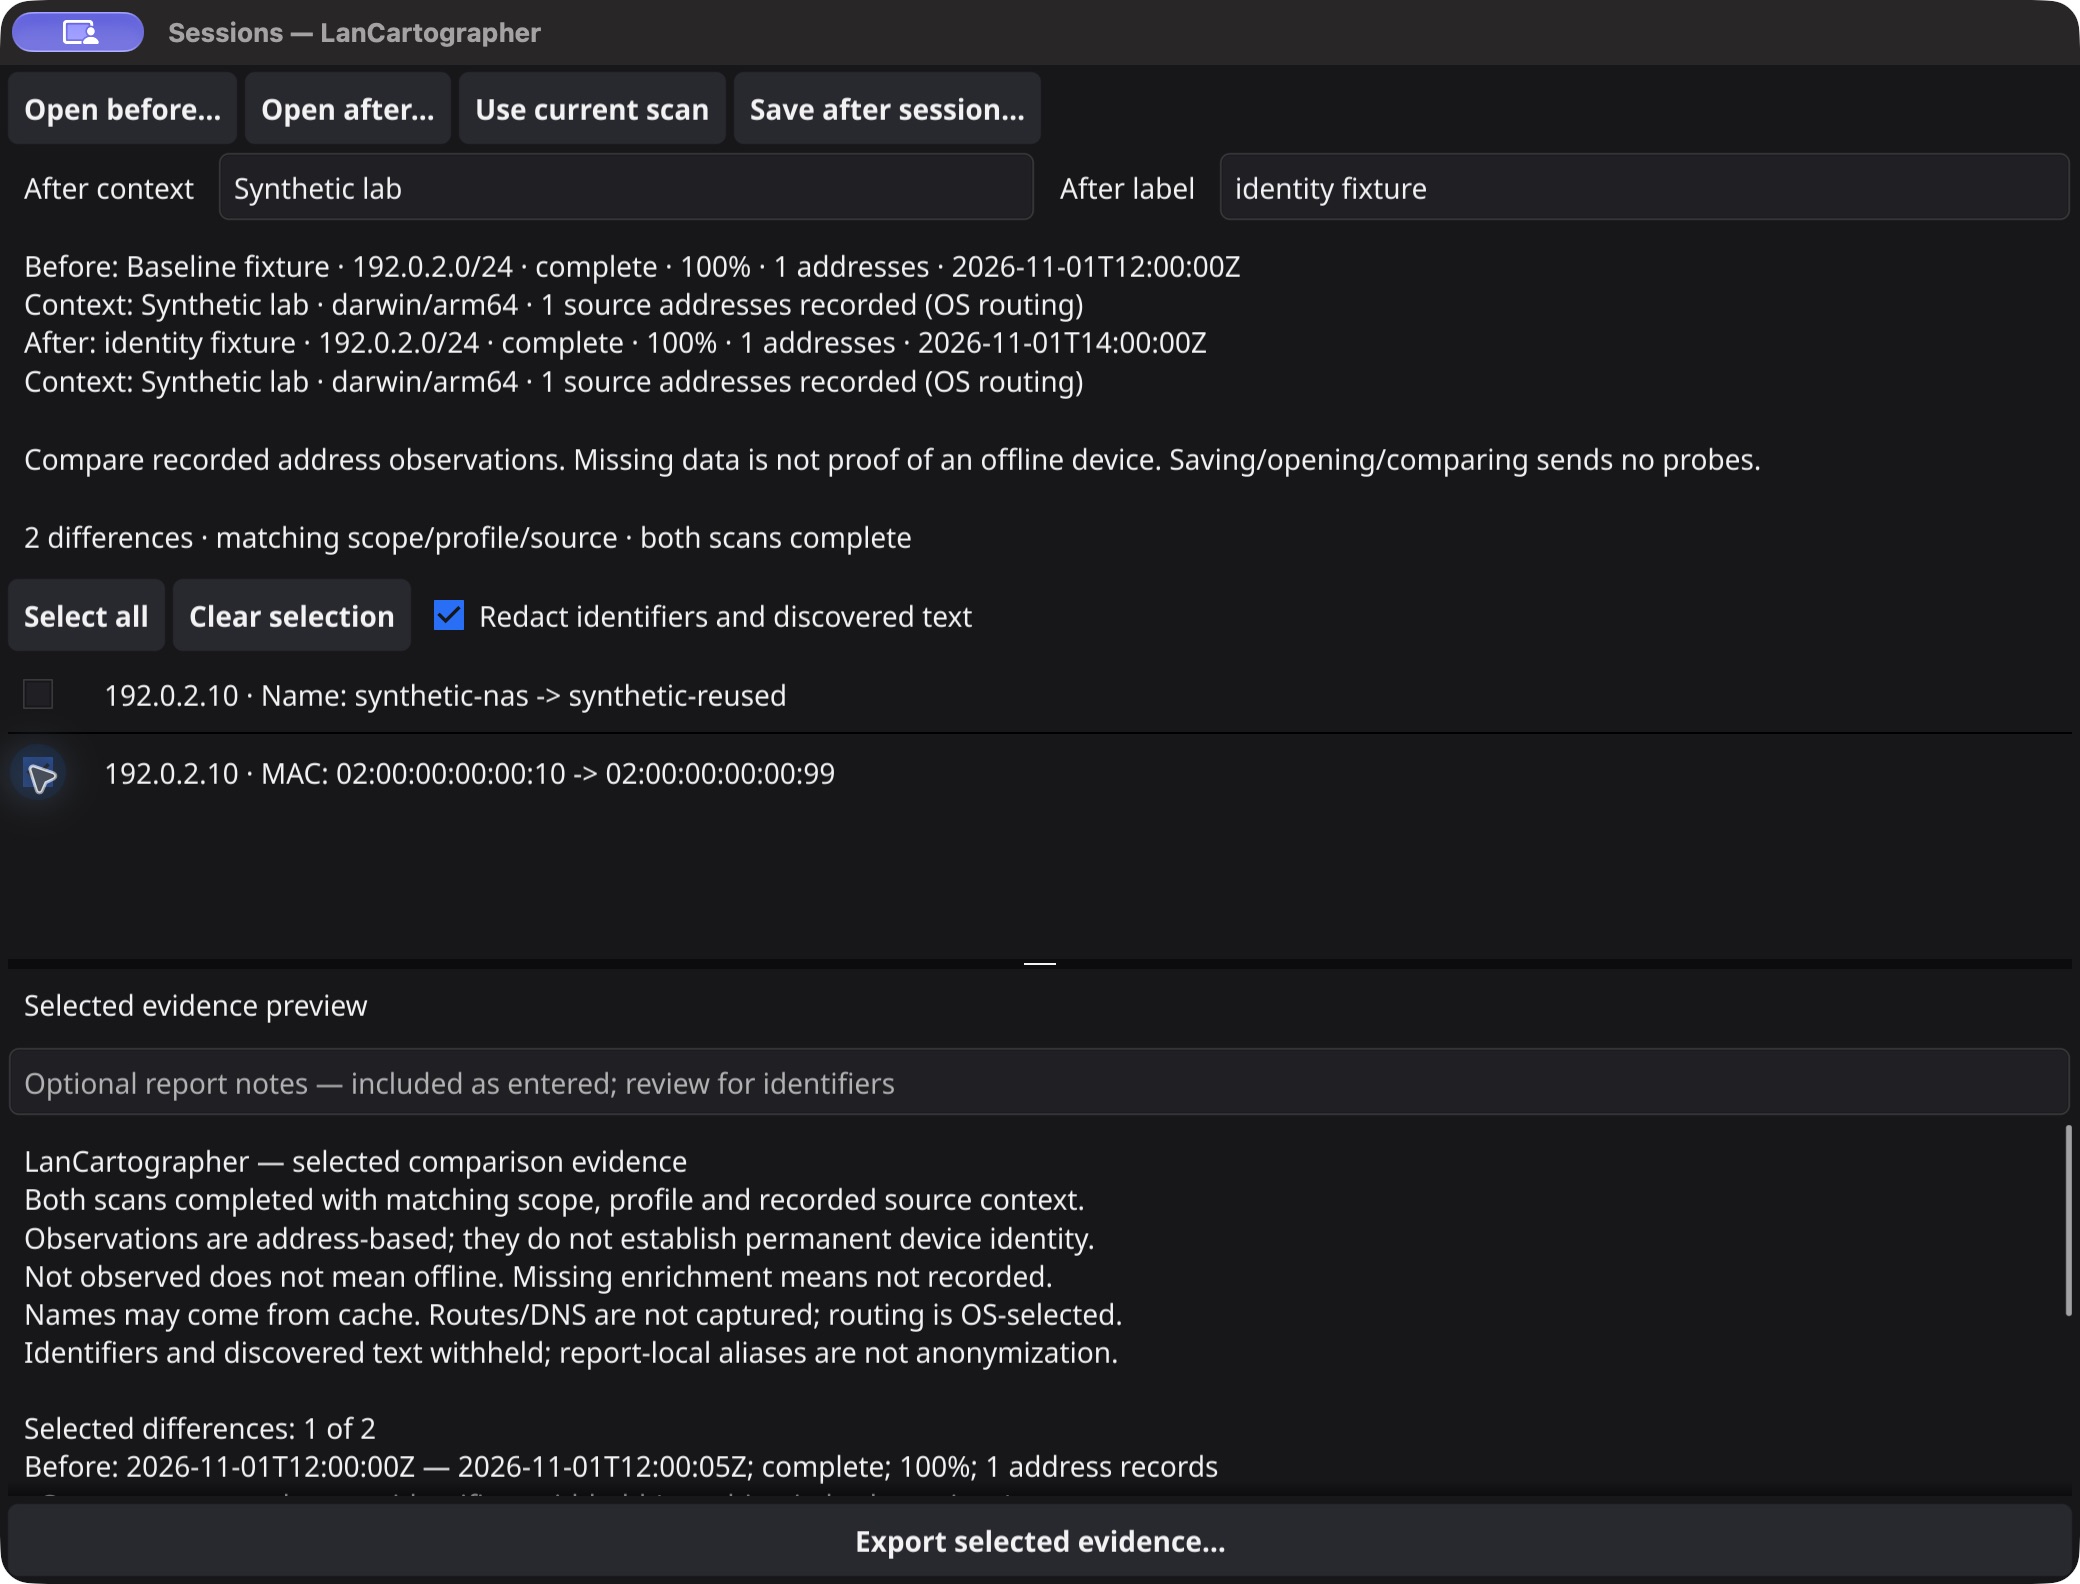 Sessions — LanCartographer
Open before... Open after... Use current scan Save after session...
After context Synthetic lab After label identity fixture
Before: Baseline fixture · 192.0.2.0/24 · complete · 100% · 1 addresses · 2026-11-01T12:00:00Z
Context: Synthetic lab · darwin/arm64 · 1 source addresses recorded (OS routing)
After: identity fixture · 192.0.2.0/24 · complete · 100% · 1 addresses · 2026-11-01T14:00:00Z
Context: Synthetic lab · darwin/arm64 · 1 source addresses recorded (OS routing)
Compare recorded address observations. Missing data is not proof of an offline device. Saving/opening/comparing sends no probes.
2 differences · matching scope/profile/source · both scans complete
Select all Clear selection Redact identifiers and discovered text
192.0.2.10 · Name: synthetic-nas -> synthetic-reused
192.0.2.10 · MAC: 02:00:00:00:00:10 -> 02:00:00:00:00:99
Selected evidence preview
Optional report notes — included as entered; review for identifiers
LanCartographer — selected comparison evidence
Both scans completed with matching scope, profile and recorded source context.
Observations are address-based; they do not establish permanent device identity.
Not observed does not mean offline. Missing enrichment means not recorded.
Names may come from cache. Routes/DNS are not captured; routing is OS-selected.
Identifiers and discovered text withheld; report-local aliases are not anonymization.
Selected differences: 1 of 2
Before: 2026-11-01T12:00:00Z — 2026-11-01T12:00:05Z; complete; 100%; 1 address records
Export selected evidence...